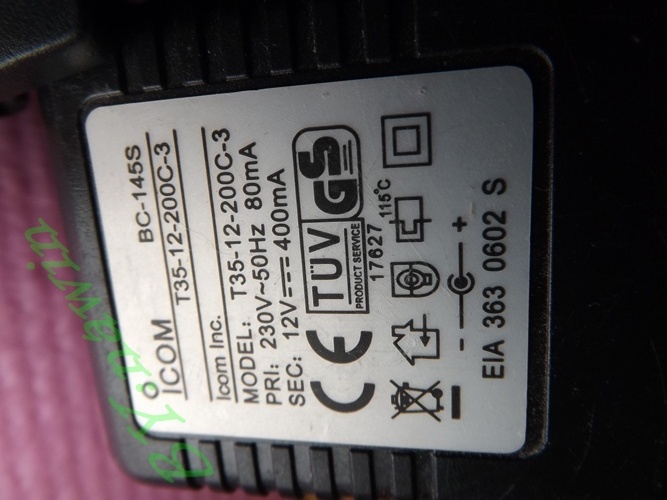 ICOM BC-145S
T35-12-200C-3
Icom Inc.
MODEL: T35-12-200C-3
PRI: 230V~50Hz 80mA
SEC: 12V⎓400mA
CE TÜV GS
PRODUCT SERVICE
17627 115°C
- +
EIA 363 0602 S